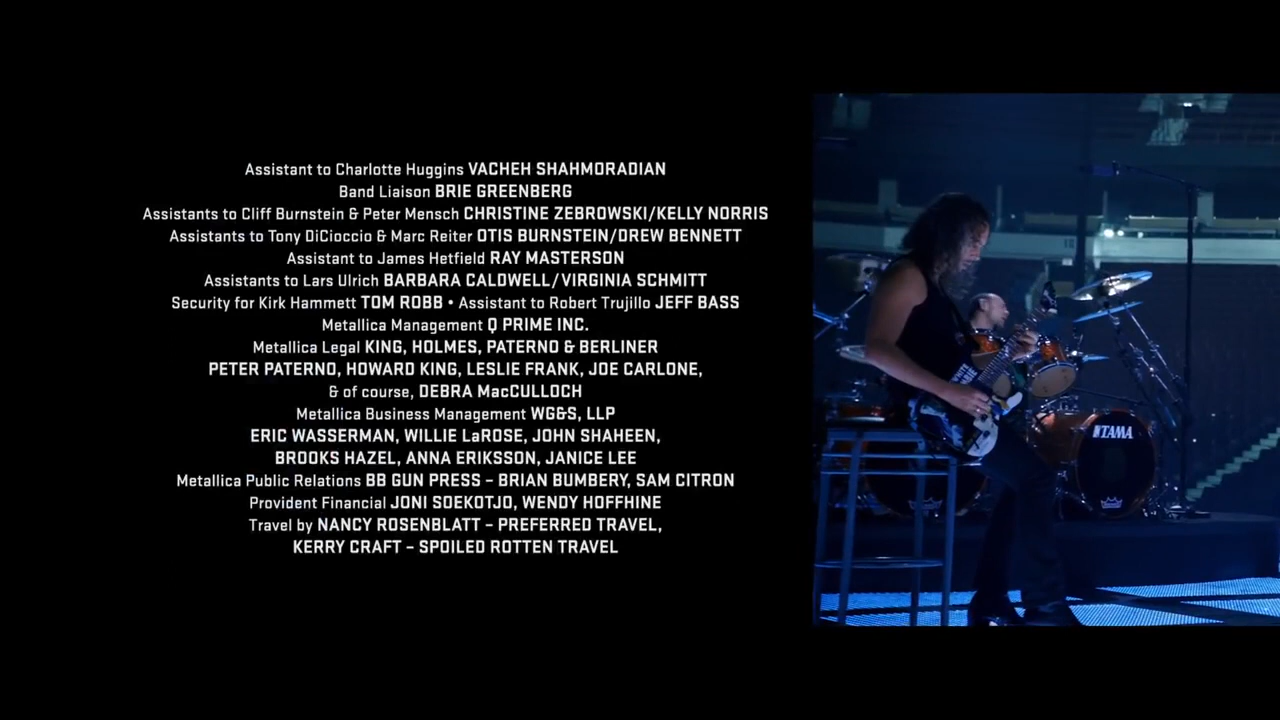 Assistant to Charlotte Huggins VACHEH SHAHMORADIAN
Band Liaison BRIE GREENBERG
Assistants to Cliff Burnstein & Peter Mensch CHRISTINE ZEBROWSKI/KELLY NORRIS
Assistants to Tony DiCioccio & Marc Reiter OTIS BURNSTEIN/DREW BENNETT
Assistant to James Hetfield RAY MASTERSON
Assistants to Lars Ulrich BARBARA CALDWELL/VIRGINIA SCHMITT
Security for Kirk Hammett TOM ROBB • Assistant to Robert Trujillo JEFF BASS
Metallica Management Q PRIME INC.
Metallica Legal KING, HOLMES, PATERNO & BERLINER
PETER PATERNO, HOWARD KING, LESLIE FRANK, JOE CARLONE,
& of course, DEBRA MacCULLOCH
Metallica Business Management WG&S, LLP
ERIC WASSERMAN, WILLIE LaROSE, JOHN SHAHEEN,
BROOKS HAZEL, ANNA ERIKSSON, JANICE LEE
Metallica Public Relations BB GUN PRESS – BRIAN BUMBERY, SAM CITRON
Provident Financial JONI SOEKOTJO, WENDY HOFFHINE
Travel by NANCY ROSENBLATT – PREFERRED TRAVEL,
KERRY CRAFT – SPOILED ROTTEN TRAVEL
TAMA